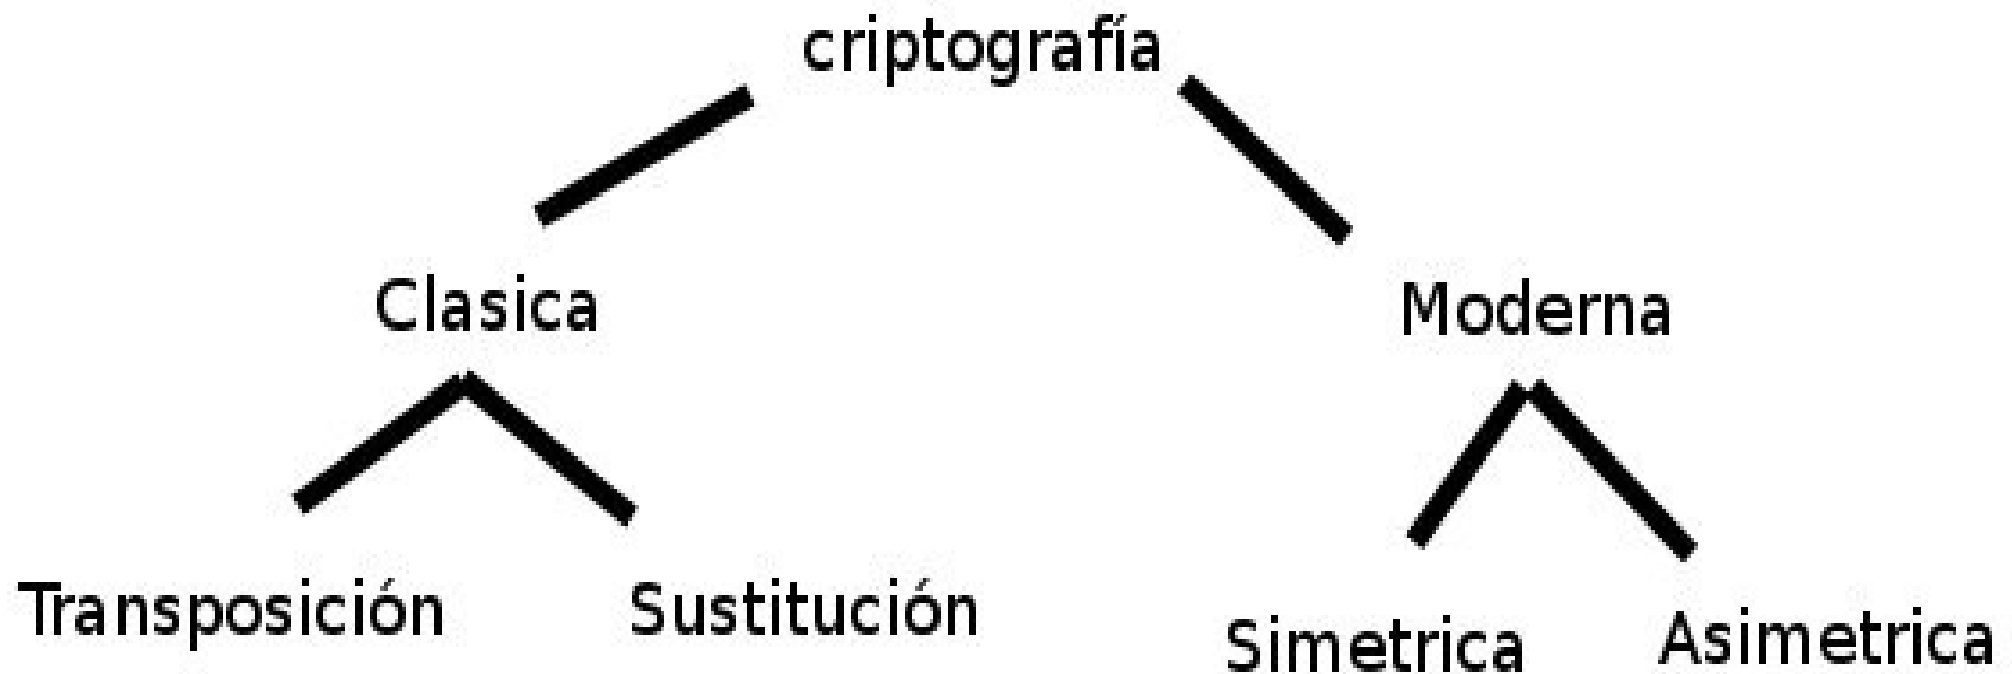 criptografía
Clasica
Moderna
Transposición
Sustitución
Simetrica
Asimetrica